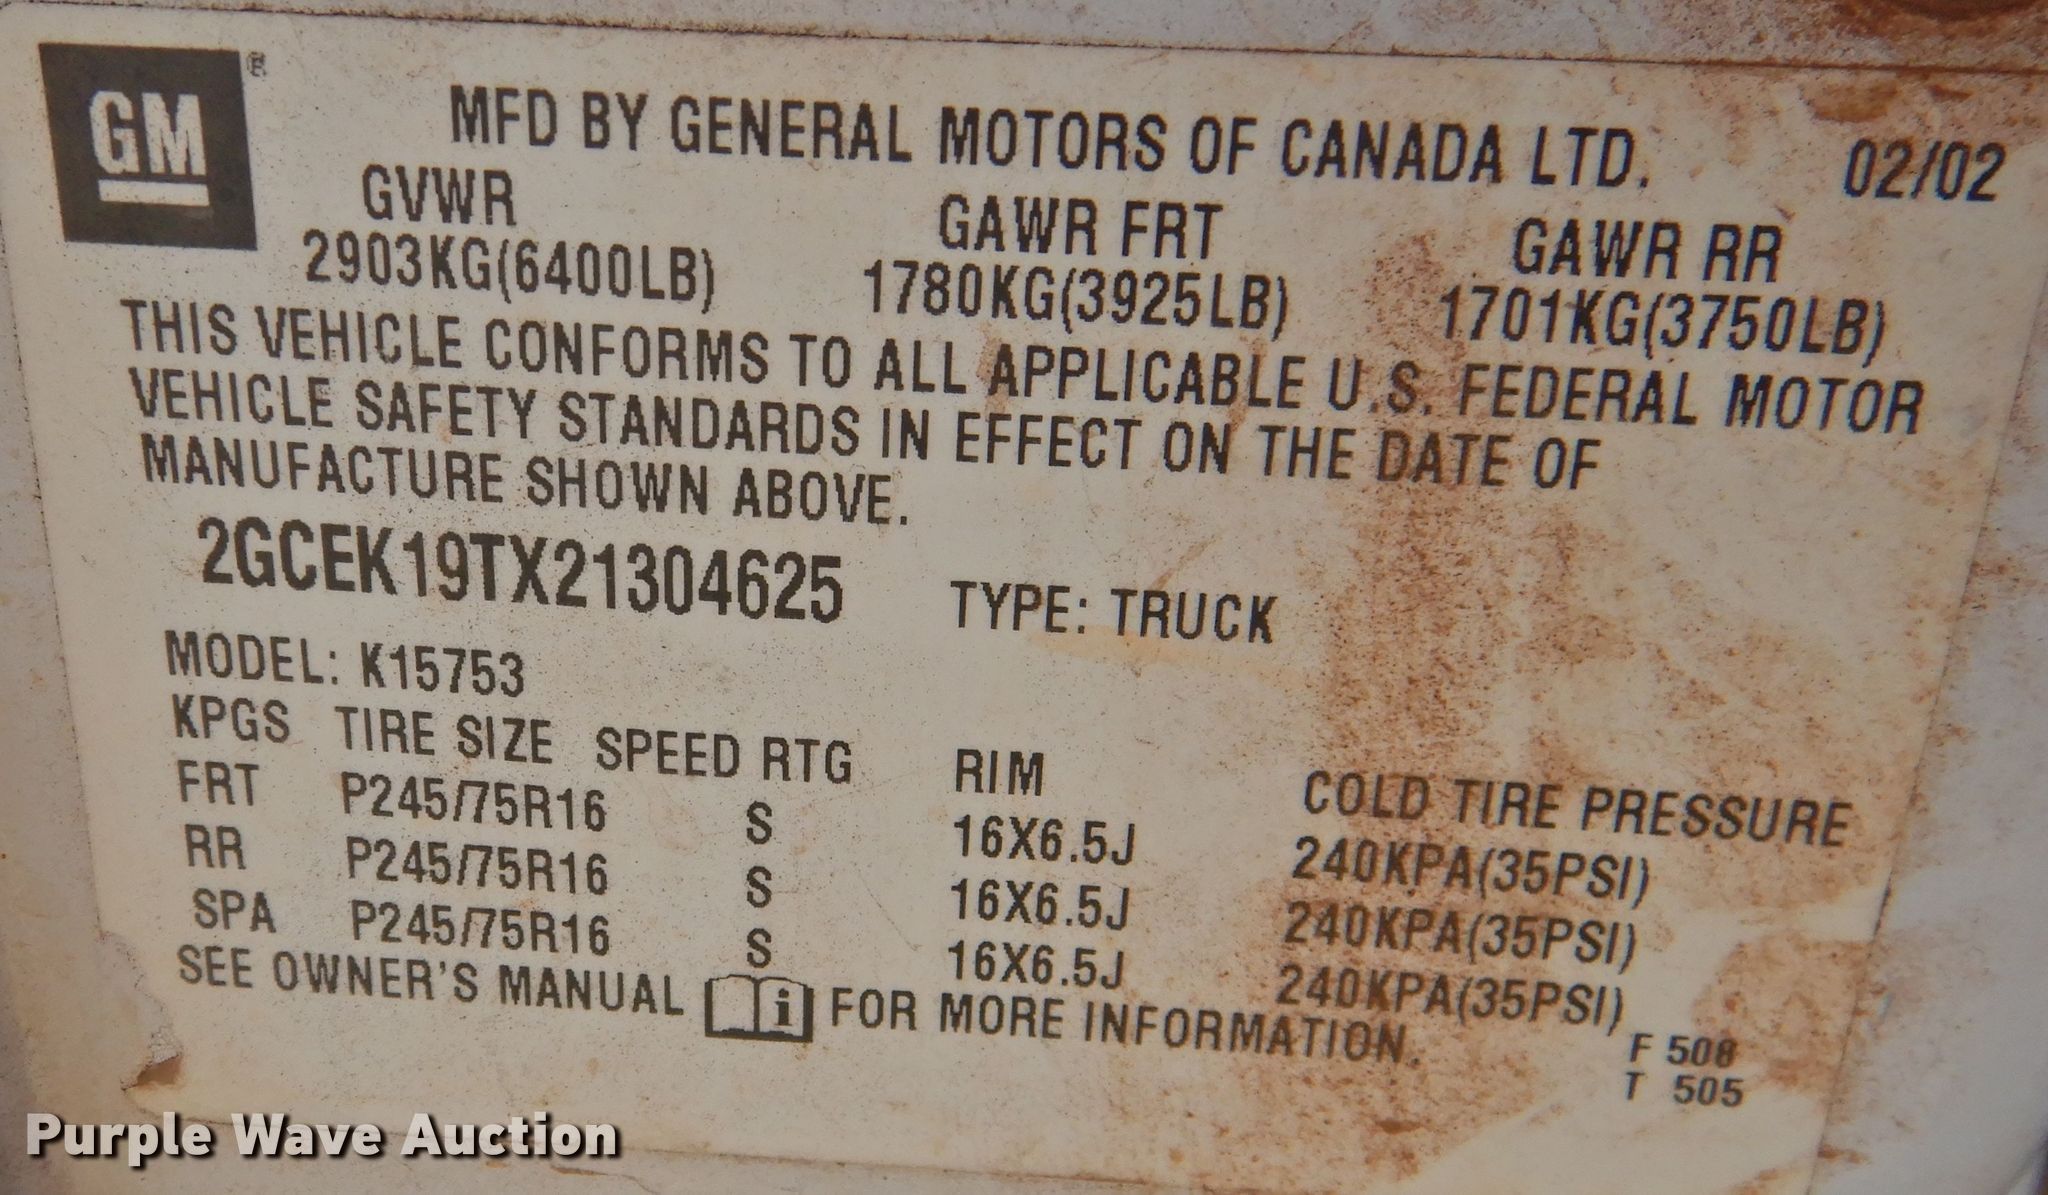 GM®
MFD BY GENERAL MOTORS OF CANADA LTD. 02/02
GVWR GAWR FRT GAWR RR
2903KG(6400LB) 1780KG(3925LB) 1701KG(3750LB)
THIS VEHICLE CONFORMS TO ALL APPLICABLE U.S. FEDERAL MOTOR
VEHICLE SAFETY STANDARDS IN EFFECT ON THE DATE OF
MANUFACTURE SHOWN ABOVE.
2GCEK19TX21304625 TYPE: TRUCK
MODEL: K15753
KPGS TIRE SIZE SPEED RTG RIM COLD TIRE PRESSURE
FRT P245/75R16 S 16X6.5J 240KPA(35PSI)
RR P245/75R16 S 16X6.5J 240KPA(35PSI)
SPA P245/75R16 S 16X6.5J 240KPA(35PSI)
SEE OWNER'S MANUAL i FOR MORE INFORMATION.
F 508
T 505
Purple Wave Auction